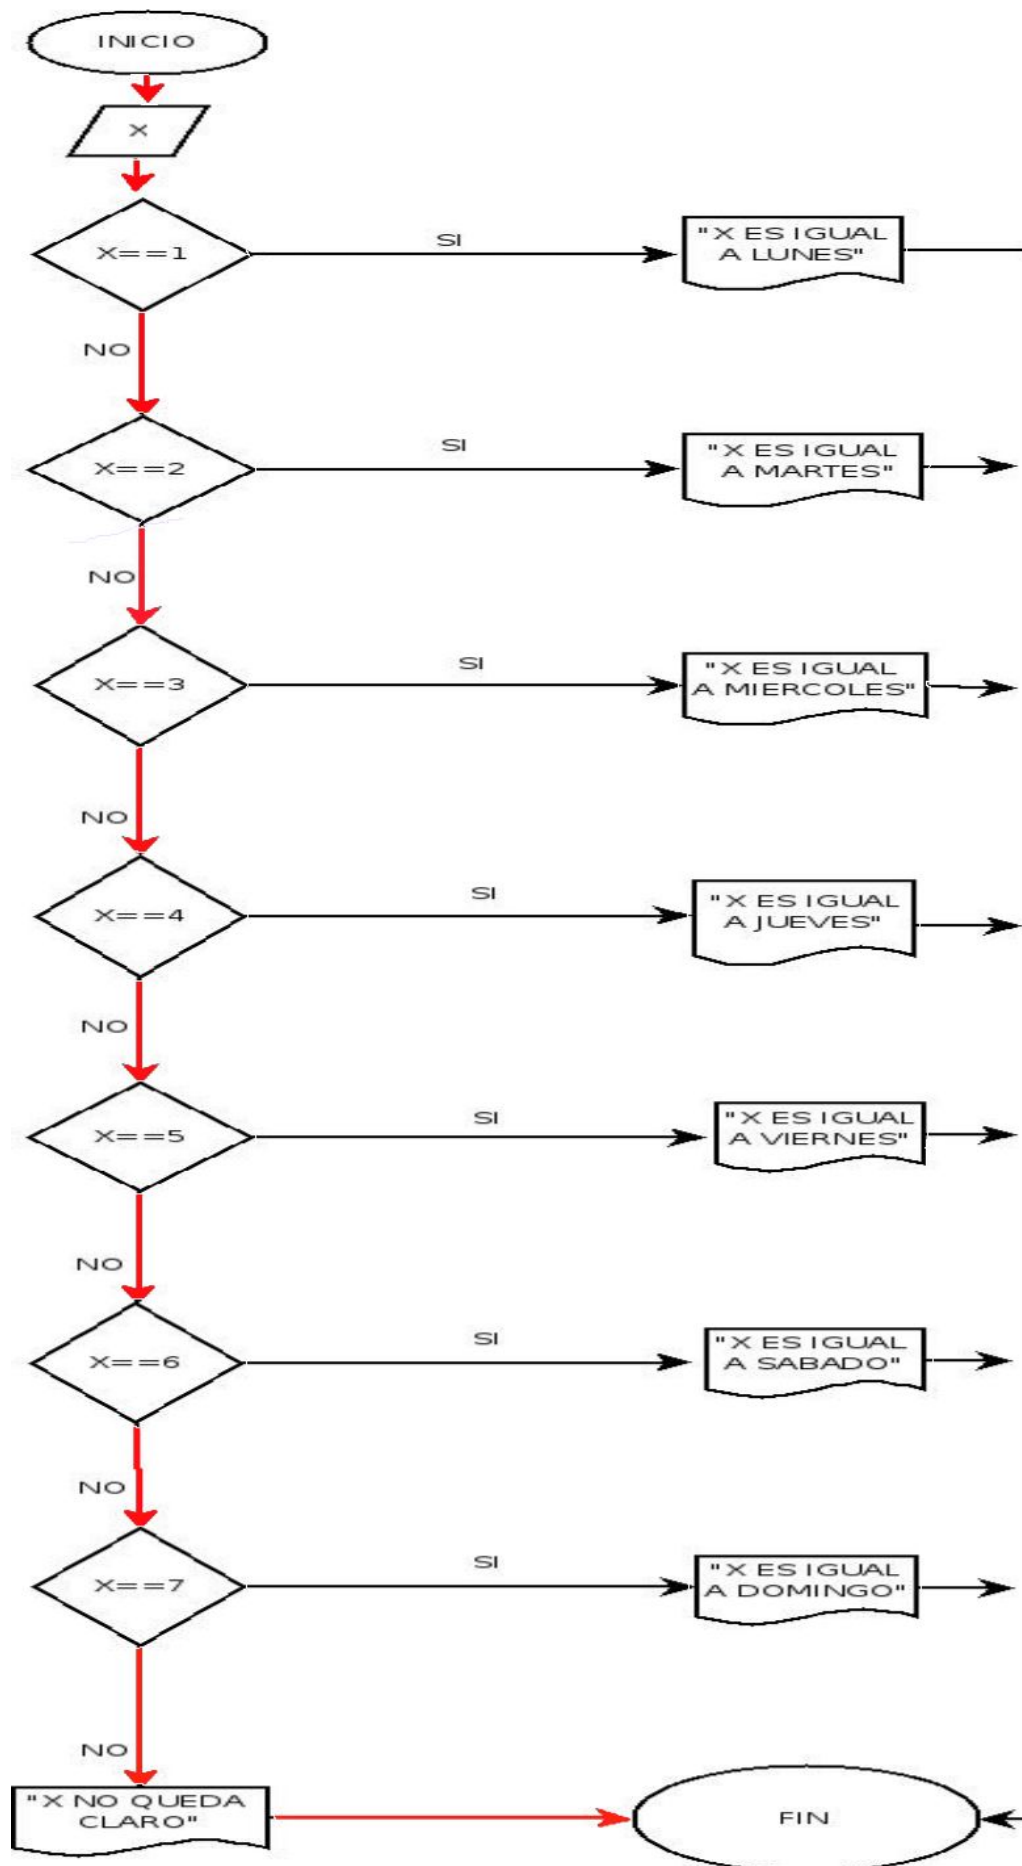 INICIO
X
X==1
SI
"X ES IGUAL
A LUNES"
NO
X==2
SI
"X ES IGUAL
A MARTES"
NO
X==3
SI
"X ES IGUAL
A MIERCOLES"
NO
X==4
SI
"X ES IGUAL
A JUEVES"
NO
X==5
SI
"X ES IGUAL
A VIERNES"
NO
X==6
SI
"X ES IGUAL
A SABADO"
NO
X==7
SI
"X ES IGUAL
A DOMINGO"
NO
"X NO QUEDA
CLARO"
FIN